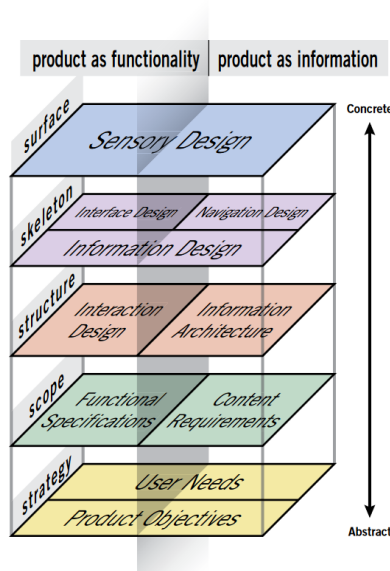 product as functionality
product as information
surface
Concrete
Sensory Design
skeleton
Interface Design
Navigation Design
Information Design
structure
Interaction
Design
Information
Architecture
scope
Functional
Specifications
Content
Requirements
strategy
User Needs
Product Objectives
Abstract